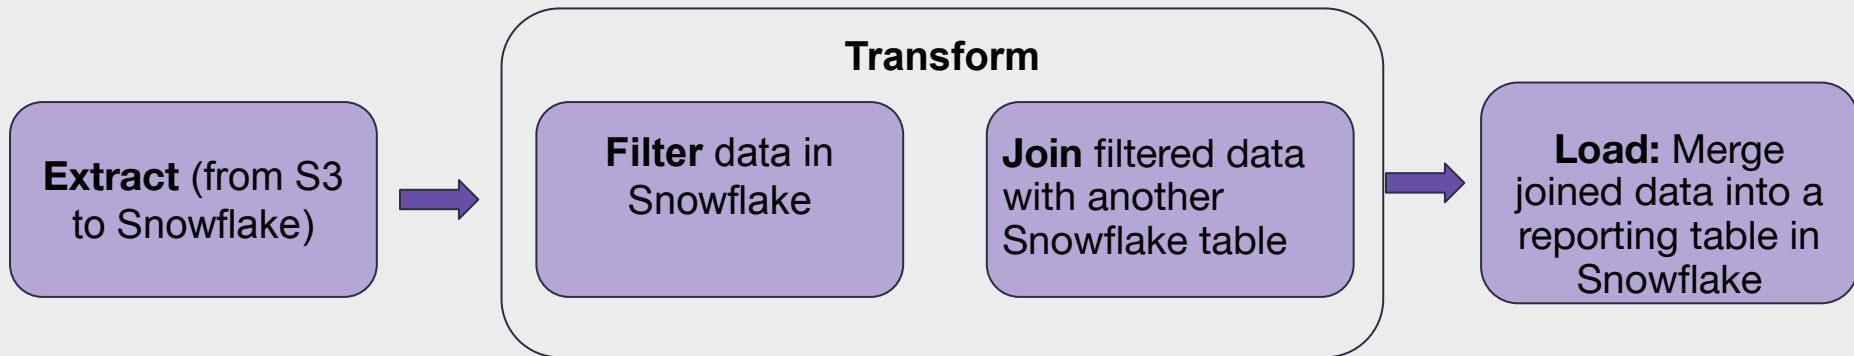 Transform
Extract (from S3
to Snowflake)
Filter data in
Snowflake
Join filtered data
with another
Snowflake table
Load: Merge
joined data into a
reporting table in
Snowflake